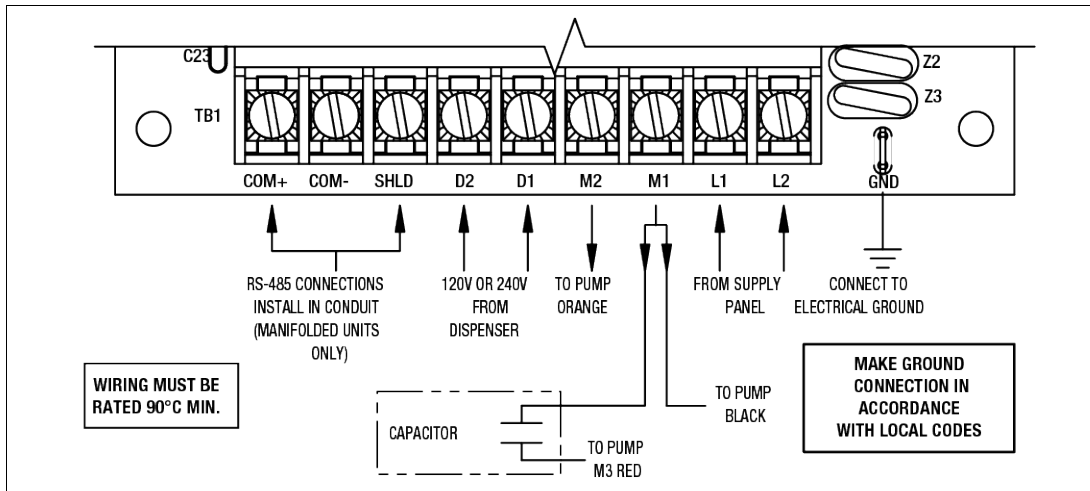 C23
Z2
Z3
TB1
COM+ COM- SHLD D2 D1 M2 M1 L1 L2 GND
RS-485 CONNECTIONS
INSTALL IN CONDUIT
(MANIFOLDED UNITS
ONLY)
120V OR 240V
FROM
DISPENSER
TO PUMP
ORANGE
FROM SUPPLY
PANEL
CONNECT TO
ELECTRICAL GROUND
WIRING MUST BE
RATED 90°C MIN.
CAPACITOR
TO PUMP
M3 RED
TO PUMP
BLACK
MAKE GROUND
CONNECTION IN
ACCORDANCE
WITH LOCAL CODES